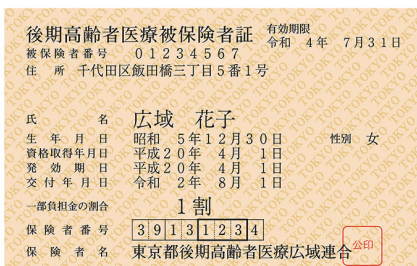 後期高齢者医療被保険者証 有効期限 令和 4年 7月31日
被保険者番号 01234567
住所 千代田区飯田橋三丁目5番1号
氏名 広域 花子
生年月日 昭和 5年12月30日 性別 女
資格取得年月日 平成20年 4月 1日
発効期日 平成20年 4月 1日
交付年月日 令和 2年 8月 1日
一部負担金の割合 1割
保険者番号 39131234
保険者名 東京都後期高齢者医療広域連合 公印